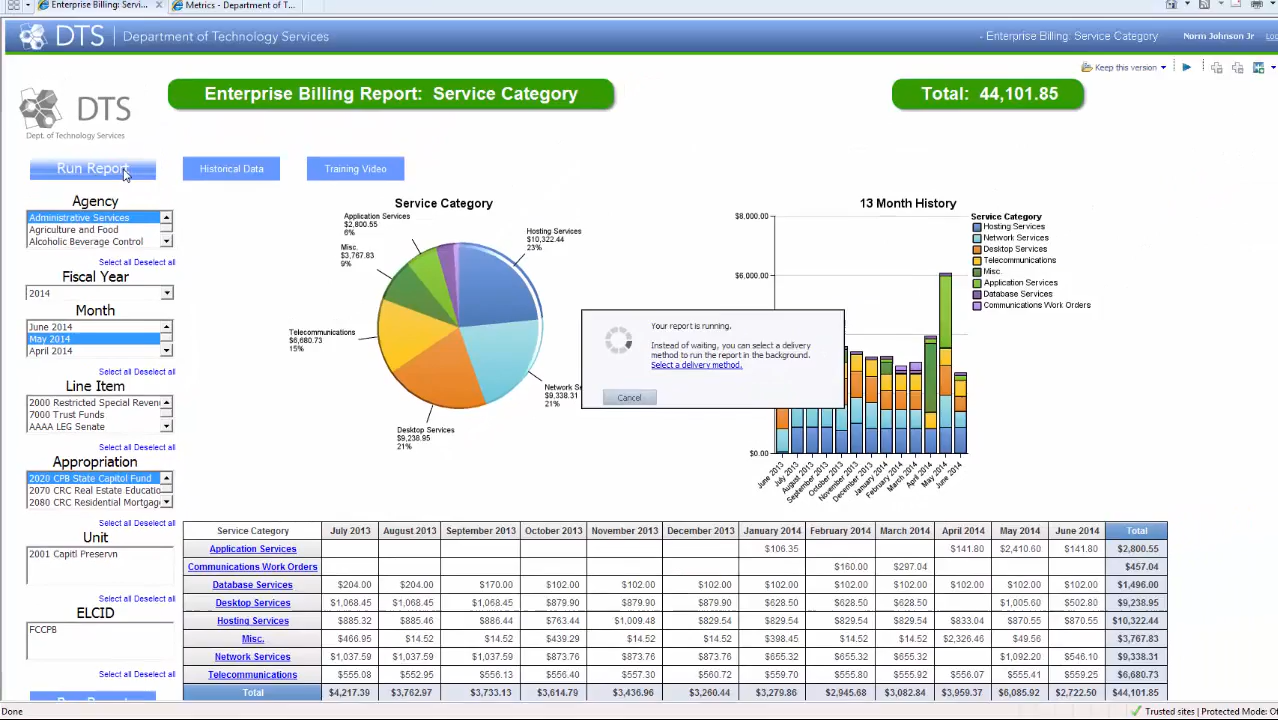 Enterprise Billing: Servi...
Metrics - Department of T...
DTS | Department of Technology Services
- Enterprise Billing: Service Category
Norm Johnson Jr
Keep this version
DTS
Dept. of Technology Services
Enterprise Billing Report: Service Category
Total: 44,101.85
Run Report
Historical Data
Training Video
Agency
Administrative Services
Agriculture and Food
Alcoholic Beverage Control
Select all Deselect all
Fiscal Year
2014
Month
June 2014
May 2014
April 2014
Select all Deselect all
Line Item
2000 Restricted Special Reven
7000 Trust Funds
AAAA LEG Senate
Select all Deselect all
Appropriation
2020 CPB State Capitol Fund
2070 CRC Real Estate Educatio
2080 CRC Residential Mortgag
Select all Deselect all
Unit
2001 Capitl Preservn
Select all Deselect all
ELCID
FCCPB
Select all Deselect all
Service Category
Application Services
$2,800.55
6%
Hosting Services
$10,322.44
23%
Misc.
$3,767.83
9%
Telecommunications
$6,680.73
15%
Network S
$9,338.31
21%
Desktop Services
$9,238.95
21%
Your report is running.
Instead of waiting, you can select a delivery
method to run the report in the background.
Select a delivery method.
Cancel
13 Month History
$8,000.00
$6,000.00
$0.00
June 2013
July 2013
August 2013
September 2013
October 2013
November 2013
December 2013
January 2014
February 2014
March 2014
April 2014
May 2014
June 2014
Service Category
Hosting Services
Network Services
Desktop Services
Telecommunications
Misc.
Application Services
Database Services
Communications Work Orders
Service Category July 2013 August 2013 September 2013 October 2013 November 2013 December 2013 January 2014 February 2014 March 2014 April 2014 May 2014 June 2014 Total
Application Services $106.35 $141.80 $2,410.60 $141.80 $2,800.55
Communications Work Orders $160.00 $297.04 $457.04
Database Services $204.00 $204.00 $170.00 $102.00 $102.00 $102.00 $102.00 $102.00 $102.00 $102.00 $102.00 $102.00 $1,496.00
Desktop Services $1,068.45 $1,068.45 $1,068.45 $879.90 $879.90 $879.90 $628.50 $628.50 $628.50 $1,005.60 $502.80 $9,238.95
Hosting Services $885.32 $885.46 $886.44 $763.44 $1,009.48 $829.54 $829.54 $829.54 $829.54 $833.04 $870.55 $870.55 $10,322.44
Misc. $466.95 $14.52 $14.52 $439.29 $14.52 $14.52 $398.45 $14.52 $14.52 $2,326.46 $49.56 $3,767.83
Network Services $1,037.59 $1,037.59 $1,037.59 $873.76 $873.76 $873.76 $655.32 $655.32 $655.32 $1,092.20 $546.10 $9,338.31
Telecommunications $555.08 $552.95 $556.13 $556.40 $557.30 $560.72 $559.70 $555.80 $555.92 $556.07 $555.41 $559.25 $6,680.73
Total $4,217.39 $3,762.97 $3,733.13 $3,614.79 $3,436.96 $3,260.44 $3,279.86 $2,945.68 $3,082.84 $3,959.37 $6,085.92 $2,722.50 $44,101.85
Done
Trusted sites | Protected Mode: Of